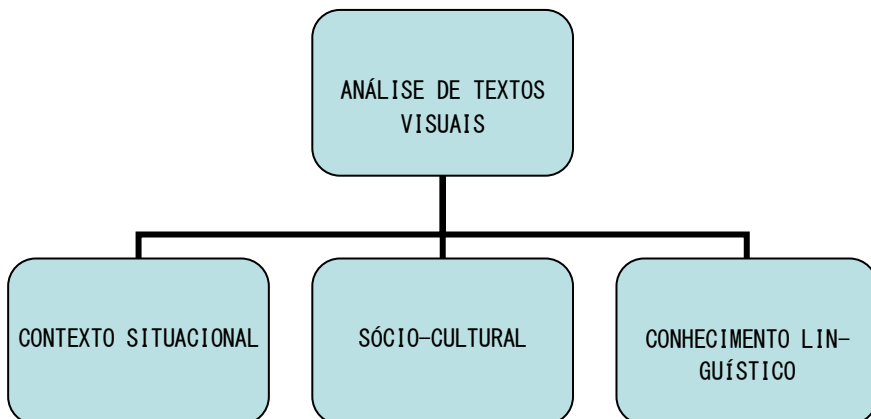 ANÁLISE DE TEXTOS
VISUAIS
CONTEXTO SITUACIONAL
SÓCIO-CULTURAL
CONHECIMENTO LIN-
GUÍSTICO